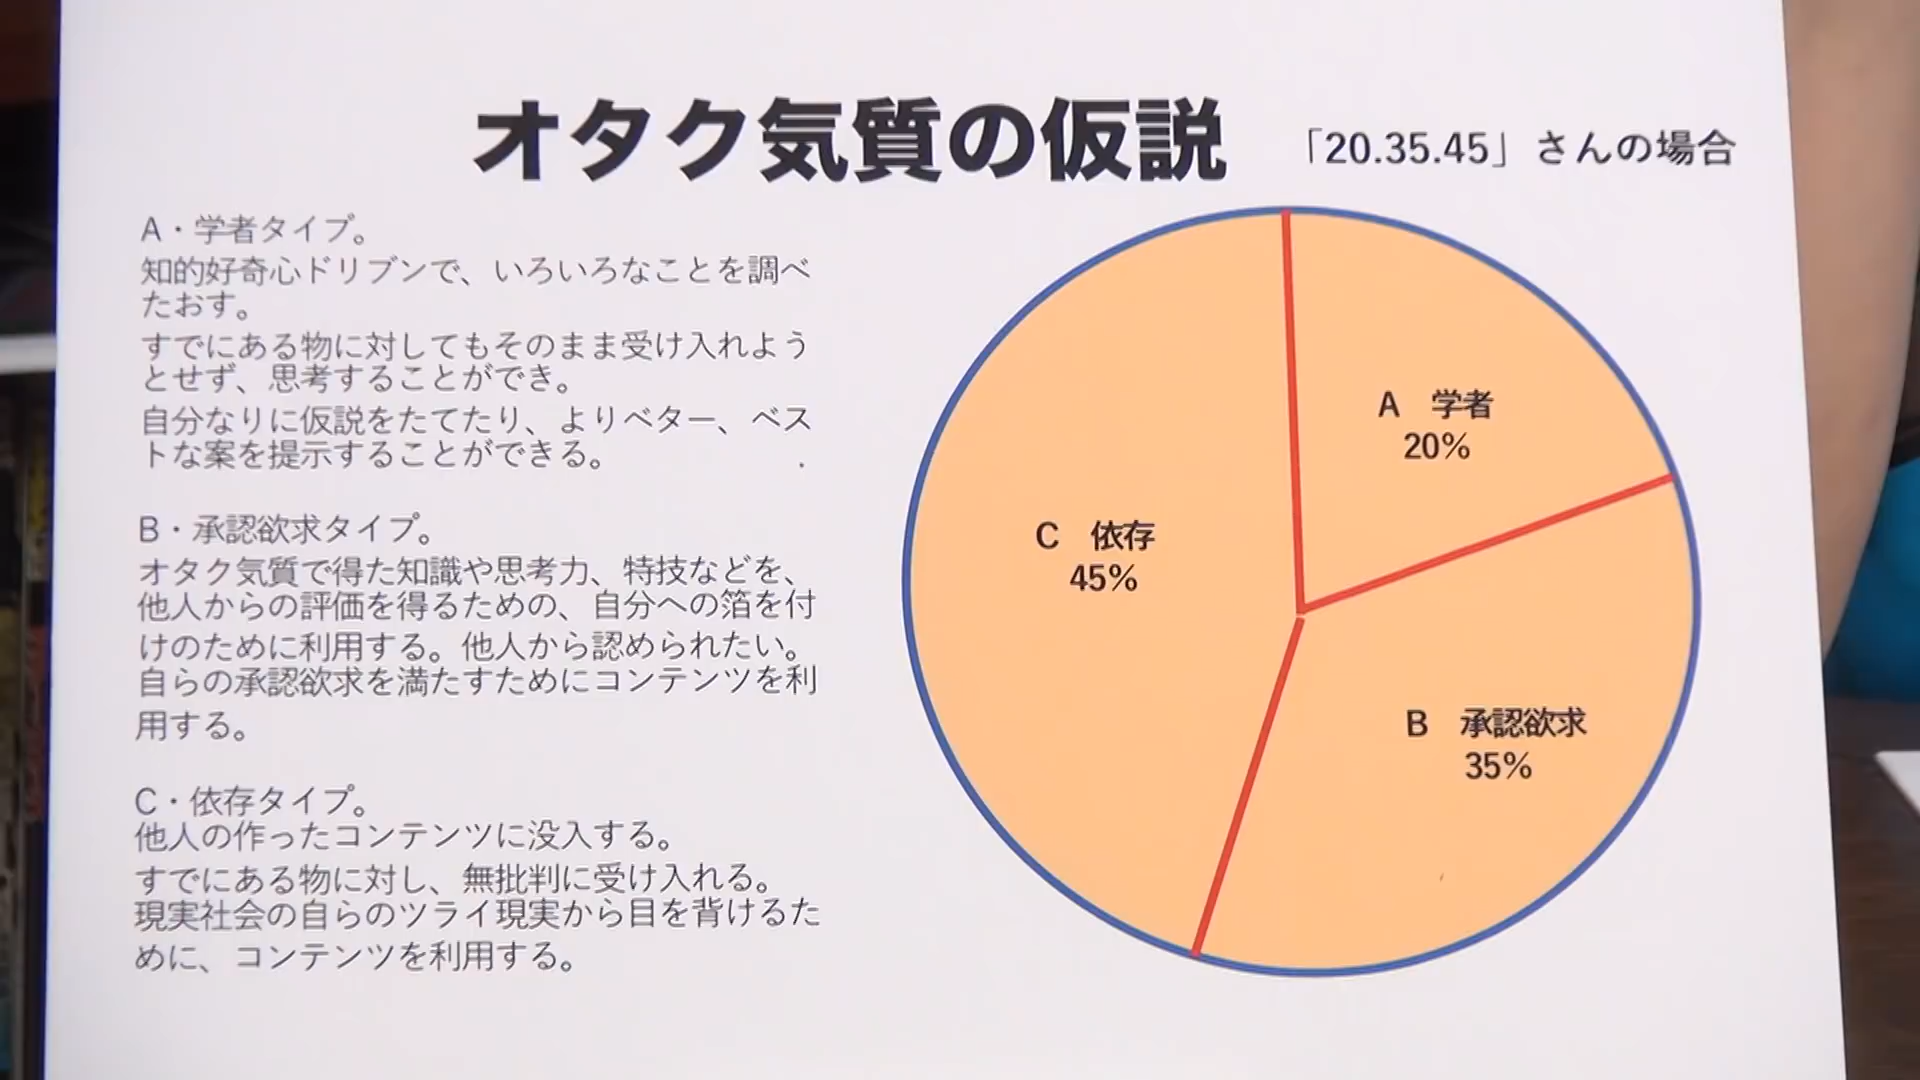 オタク気質の仮説 「20.35.45」さんの場合
A・学者タイプ。
知的好奇心ドリブンで、いろいろなことを調べ
たおす。
すでにある物に対してもそのまま受け入れよう
とせず、思考することができ。
自分なりに仮説をたてたり、よりベター、ベス
トな案を提示することができる。
B・承認欲求タイプ。
オタク気質で得た知識や思考力、特技などを、
他人からの評価を得るための、自分への箔を付
けのために利用する。他人から認められたい。
自らの承認欲求を満たすためにコンテンツを利
用する。
C・依存タイプ。
他人の作ったコンテンツに没入する。
すでにある物に対し、無批判に受け入れる。
現実社会の自らのツライ現実から目を背けるた
めに、コンテンツを利用する。
A 学者
20%
C 依存
45%
B 承認欲求
35%